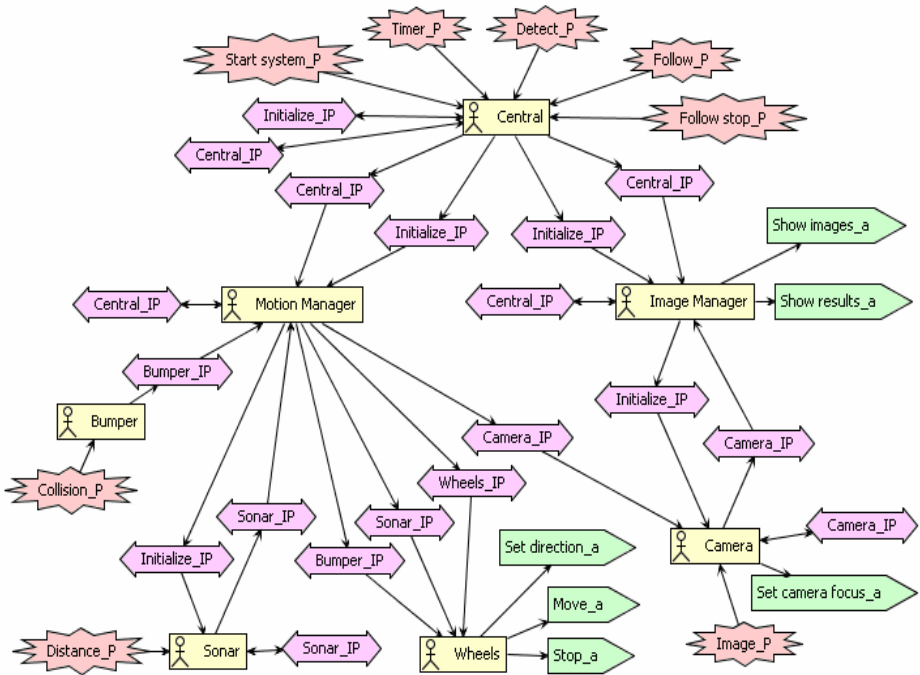 Timer_P
Detect_P
Start system_P
Follow_P
Initialize_IP
Central
Follow stop_P
Central_IP
Central_IP
Central_IP
Initialize_IP
Initialize_IP
Show images_a
Central_IP
Motion Manager
Central_IP
Image Manager
Show results_a
Bumper_IP
Initialize_IP
Bumper
Camera_IP
Camera_IP
Collision_P
Wheels_IP
Sonar_IP
Sonar_IP
Camera_IP
Initialize_IP
Bumper_IP
Set direction_a
Camera
Set camera focus_a
Move_a
Distance_P
Sonar
Sonar_IP
Wheels
Stop_a
Image_P